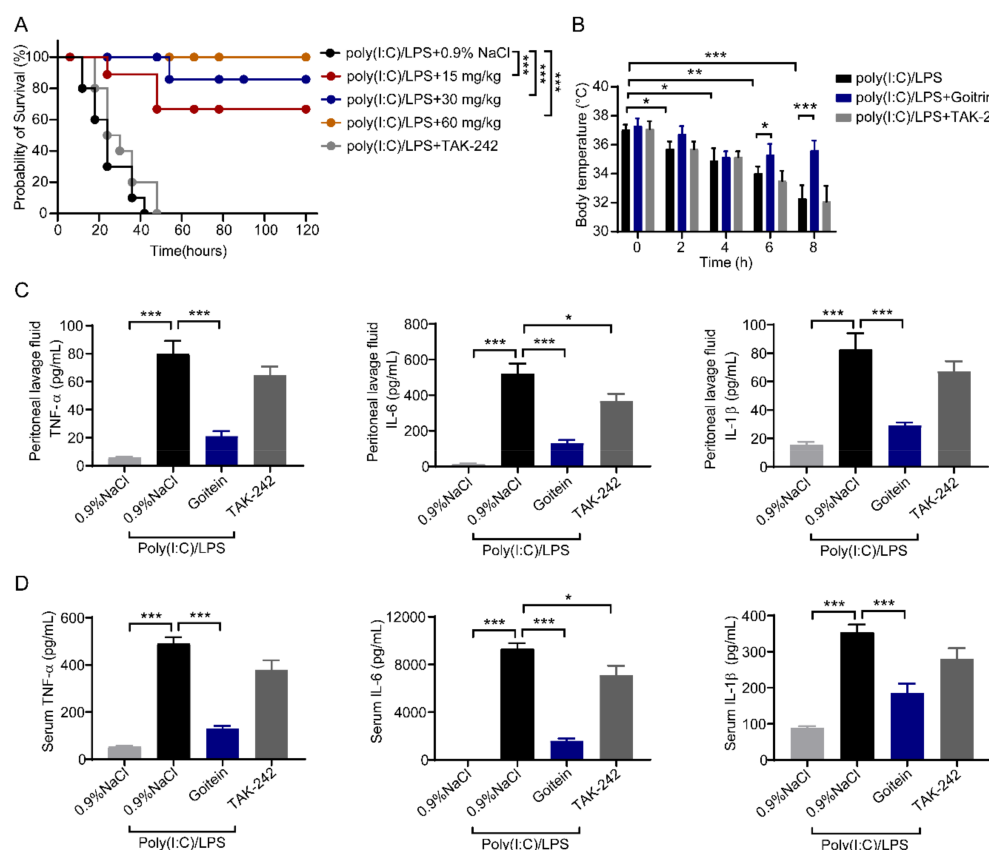 A
Probability of Survival (%)
100
80
60
40
20
0
0 20 40 60 80 100 120
Time(hours)
poly(I:C)/LPS+0.9% NaCl
poly(I:C)/LPS+15 mg/kg
poly(I:C)/LPS+30 mg/kg
poly(I:C)/LPS+60 mg/kg
poly(I:C)/LPS+TAK-242
***
***
***
B
Body temperature (°C)
40
38
36
34
32
30
0 2 4 6 8
Time (h)
***
**
*
*
*
***
poly(I:C)/LPS
poly(I:C)/LPS+Goitrin
poly(I:C)/LPS+TAK-2
C
Peritoneal lavage fluid
TNF-α (pg/mL)
100
80
60
40
20
0
*** ***
0.9%NaCl
0.9%NaCl
Goitein
TAK-242
Poly(I:C)/LPS
Peritoneal lavage fluid
IL-6 (pg/mL)
800
600
400
200
0
*
*** ***
0.9%NaCl
0.9%NaCl
Goitein
TAK-242
Poly(I:C)/LPS
Peritoneal lavage fluid
IL-1β (pg/mL)
100
80
60
40
20
0
*** ***
0.9%NaCl
0.9%NaCl
Goitein
TAK-242
Poly(I:C)/LPS
D
Serum TNF-α (pg/mL)
600
400
200
0
*** ***
0.9%NaCl
0.9%NaCl
Goitein
TAK-242
Poly(I:C)/LPS
Serum IL-6 (pg/mL)
12000
8000
4000
0
*
*** ***
0.9%NaCl
0.9%NaCl
Goitein
TAK-242
Poly(I:C)/LPS
Serum IL-1β (pg/mL)
400
300
200
100
0
*** ***
0.9%NaCl
0.9%NaCl
Goitein
TAK-242
Poly(I:C)/LPS